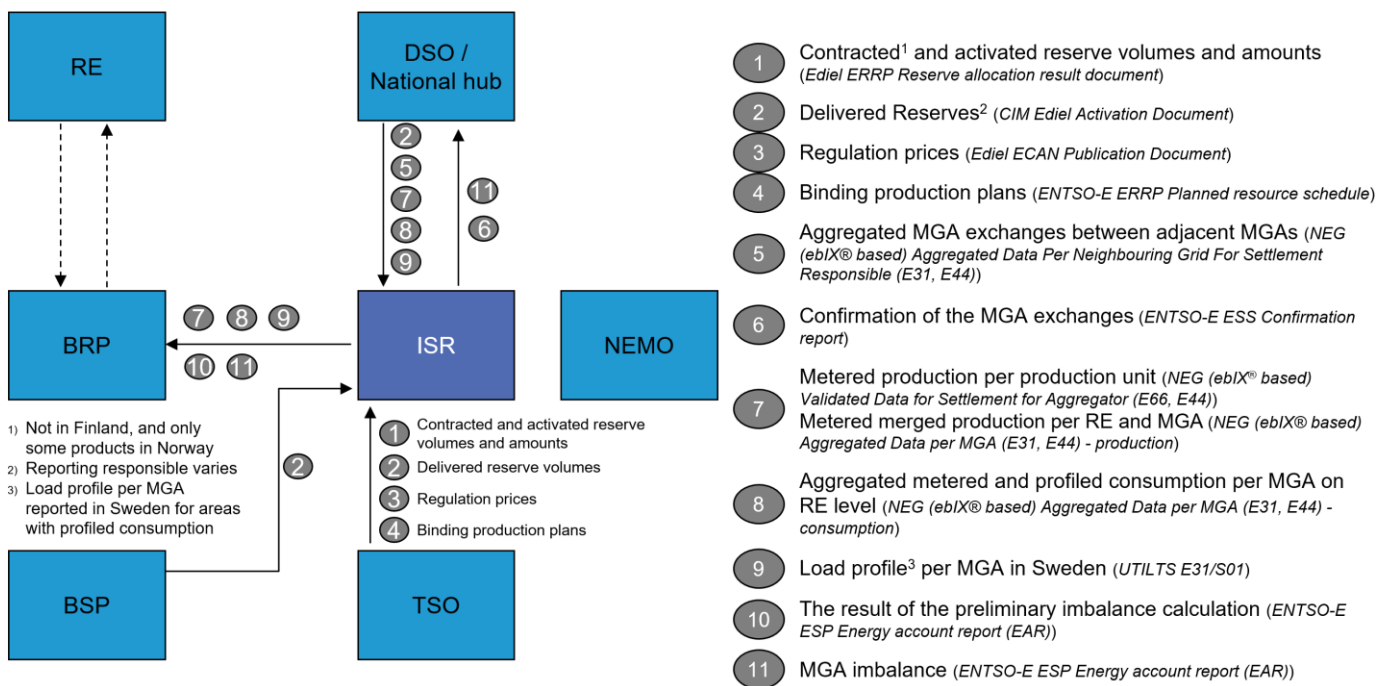 RE
DSO /
National hub
2
5
7
8
9
11
6
BRP
7 8 9
10 11
ISR
NEMO
1) Not in Finland, and only
some products in Norway
2) Reporting responsible varies
3) Load profile per MGA
reported in Sweden for areas
with profiled consumption
2
1 Contracted and activated reserve
volumes and amounts
2 Delivered reserve volumes
3 Regulation prices
4 Binding production plans
BSP
TSO
1 Contracted¹ and activated reserve volumes and amounts
(Ediel ERRP Reserve allocation result document)
2 Delivered Reserves² (CIM Ediel Activation Document)
3 Regulation prices (Ediel ECAN Publication Document)
4 Binding production plans (ENTSO-E ERRP Planned resource schedule)
5 Aggregated MGA exchanges between adjacent MGAs (NEG
(ebIX® based) Aggregated Data Per Neighbouring Grid For Settlement
Responsible (E31, E44))
6 Confirmation of the MGA exchanges (ENTSO-E ESS Confirmation
report)
7 Metered production per production unit (NEG (ebIX® based)
Validated Data for Settlement for Aggregator (E66, E44))
Metered merged production per RE and MGA (NEG (ebIX® based)
Aggregated Data per MGA (E31, E44) - production)
8 Aggregated metered and profiled consumption per MGA on
RE level (NEG (ebIX® based) Aggregated Data per MGA (E31, E44) -
consumption)
9 Load profile³ per MGA in Sweden (UTILTS E31/S01)
10 The result of the preliminary imbalance calculation (ENTSO-E
ESP Energy account report (EAR))
11 MGA imbalance (ENTSO-E ESP Energy account report (EAR))